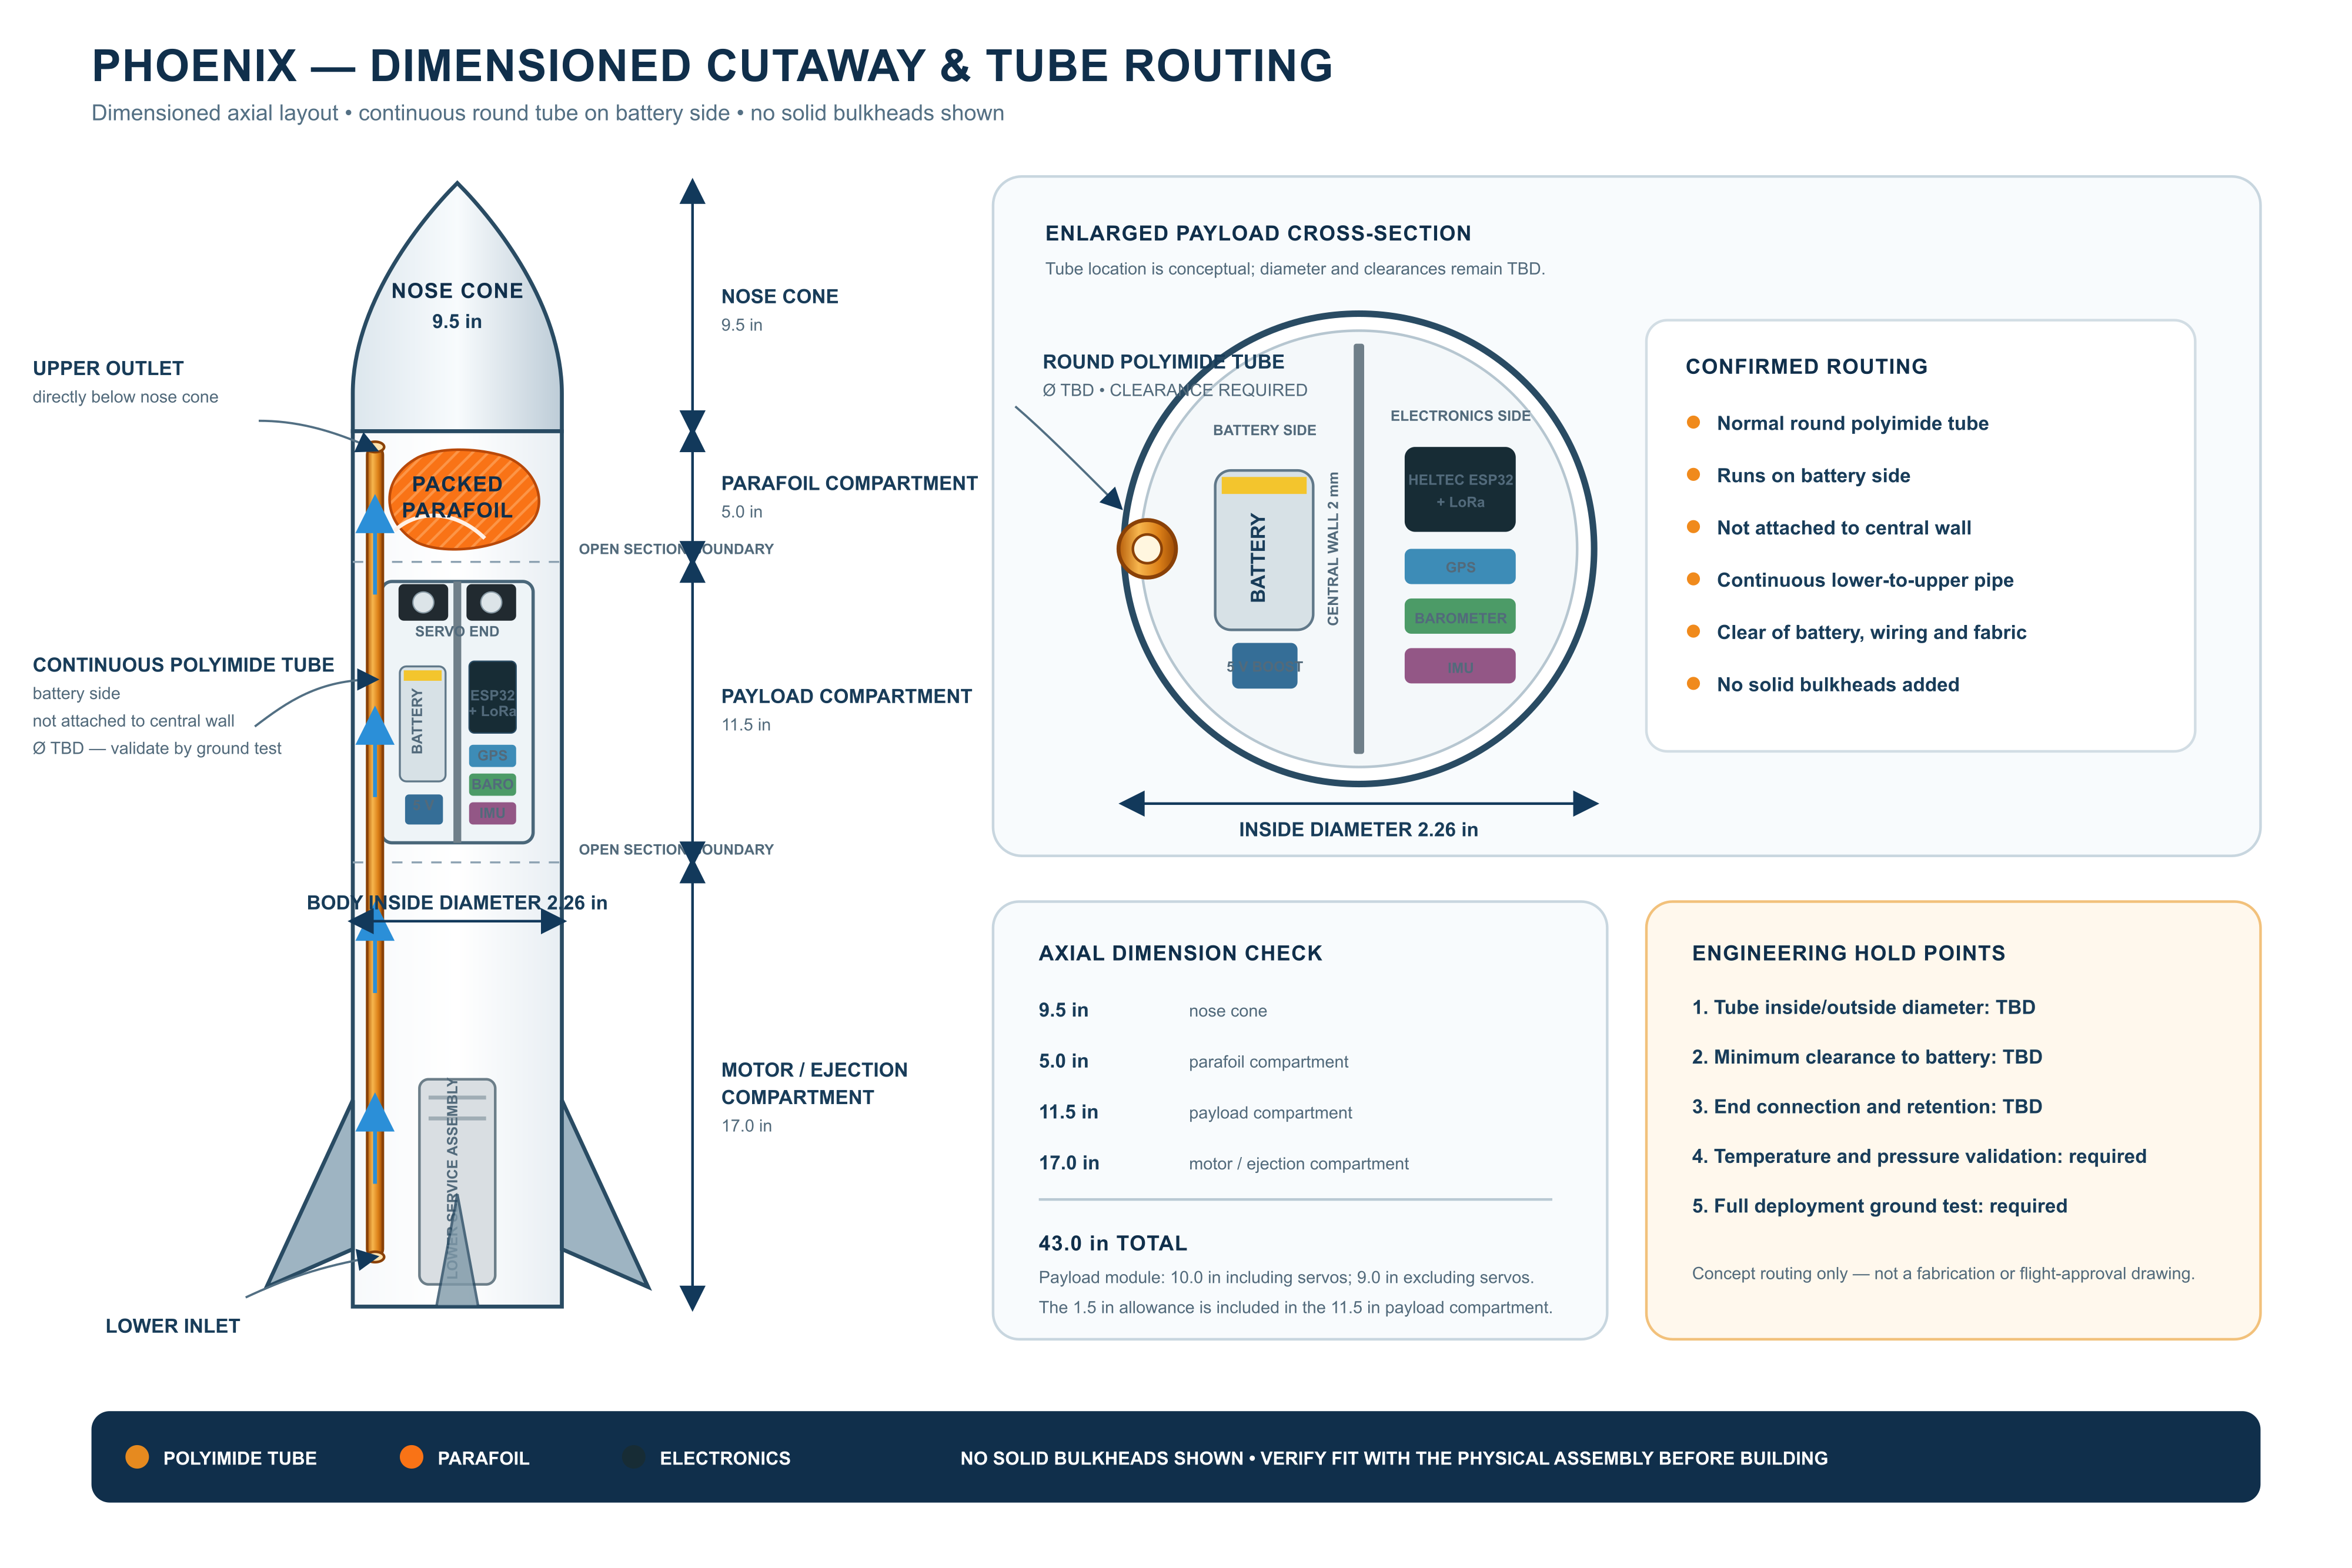 PHOENIX — DIMENSIONED CUTAWAY & TUBE ROUTING
Dimensioned axial layout • continuous round tube on battery side • no solid bulkheads shown
NOSE CONE
9.5 in
NOSE CONE
9.5 in
UPPER OUTLET
directly below nose cone
PACKED
PARAFOIL
PARAFOIL COMPARTMENT
5.0 in
OPEN SECTION BOUNDARY
SERVO END
CONTINUOUS POLYIMIDE TUBE
battery side
not attached to central wall
Ø TBD — validate by ground test
BATTERY
ESP32
+ LoRa
GPS
BARO
IMU
PAYLOAD COMPARTMENT
11.5 in
OPEN SECTION BOUNDARY
BODY INSIDE DIAMETER 2.26 in
MOTOR / EJECTION
COMPARTMENT
17.0 in
LOWER SERVICE ASSEMBLY
LOWER INLET
ENLARGED PAYLOAD CROSS-SECTION
Tube location is conceptual; diameter and clearances remain TBD.
ROUND POLYIMIDE TUBE
Ø TBD • CLEARANCE REQUIRED
BATTERY SIDE
ELECTRONICS SIDE
BATTERY
CENTRAL WALL 2 mm
HELTEC ESP32
+ LoRa
GPS
BAROMETER
IMU
5 V BOOST
INSIDE DIAMETER 2.26 in
CONFIRMED ROUTING
Normal round polyimide tube
Runs on battery side
Not attached to central wall
Continuous lower-to-upper pipe
Clear of battery, wiring and fabric
No solid bulkheads added
AXIAL DIMENSION CHECK
9.5 in nose cone
5.0 in parafoil compartment
11.5 in payload compartment
17.0 in motor / ejection compartment
43.0 in TOTAL
Payload module: 10.0 in including servos; 9.0 in excluding servos.
The 1.5 in allowance is included in the 11.5 in payload compartment.
ENGINEERING HOLD POINTS
1. Tube inside/outside diameter: TBD
2. Minimum clearance to battery: TBD
3. End connection and retention: TBD
4. Temperature and pressure validation: required
5. Full deployment ground test: required
Concept routing only — not a fabrication or flight-approval drawing.
POLYIMIDE TUBE
PARAFOIL
ELECTRONICS
NO SOLID BULKHEADS SHOWN • VERIFY FIT WITH THE PHYSICAL ASSEMBLY BEFORE BUILDING